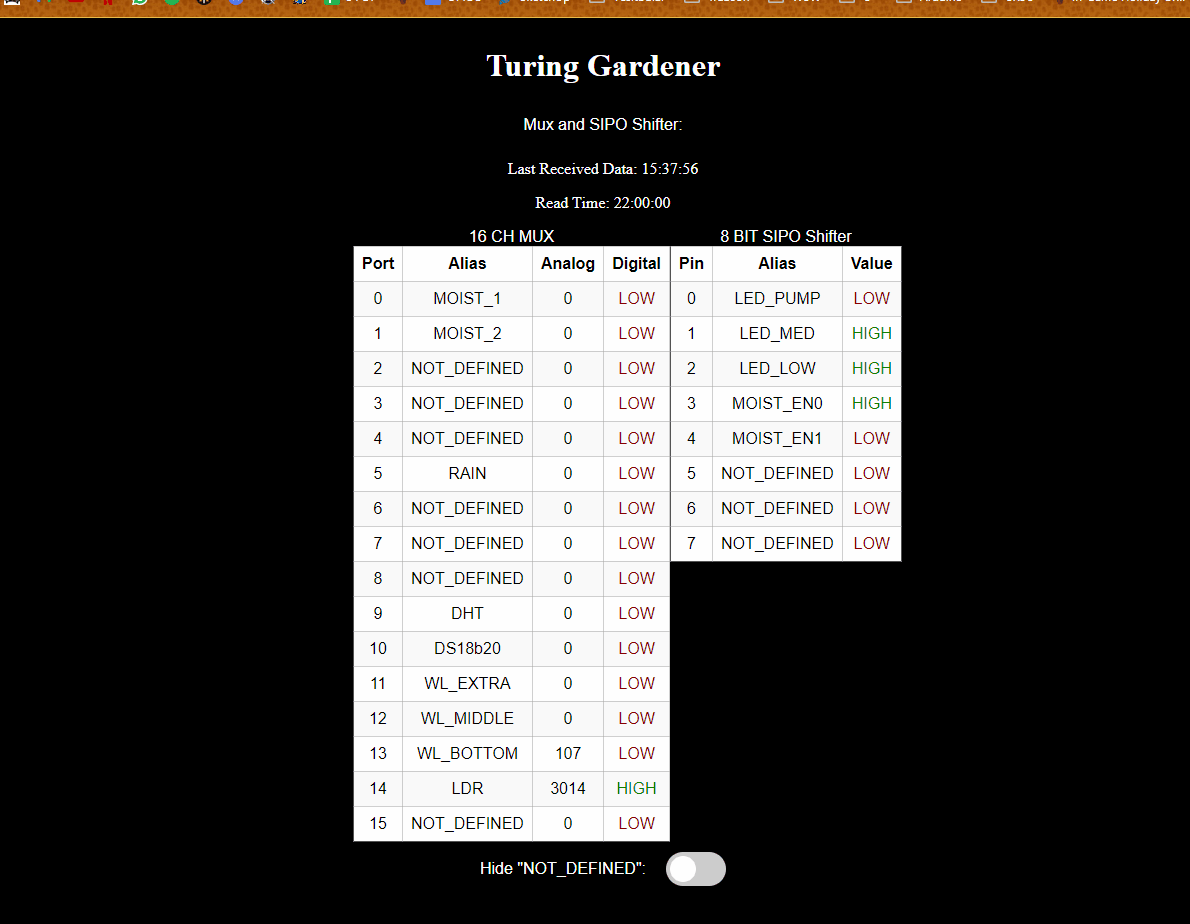 Turing Gardener
Mux and SIPO Shifter:
Last Received Data: 15:37:56
Read Time: 22:00:00
16 CH MUX 8 BIT SIPO Shifter
Port Alias Analog Digital Pin Alias Value
0 MOIST_1 0 LOW 0 LED_PUMP LOW
1 MOIST_2 0 LOW 1 LED_MED HIGH
2 NOT_DEFINED 0 LOW 2 LED_LOW HIGH
3 NOT_DEFINED 0 LOW 3 MOIST_EN0 HIGH
4 NOT_DEFINED 0 LOW 4 MOIST_EN1 LOW
5 RAIN 0 LOW 5 NOT_DEFINED LOW
6 NOT_DEFINED 0 LOW 6 NOT_DEFINED LOW
7 NOT_DEFINED 0 LOW 7 NOT_DEFINED LOW
8 NOT_DEFINED 0 LOW
9 DHT 0 LOW
10 DS18b20 0 LOW
11 WL_EXTRA 0 LOW
12 WL_MIDDLE 0 LOW
13 WL_BOTTOM 107 LOW
14 LDR 3014 HIGH
15 NOT_DEFINED 0 LOW
Hide "NOT_DEFINED":